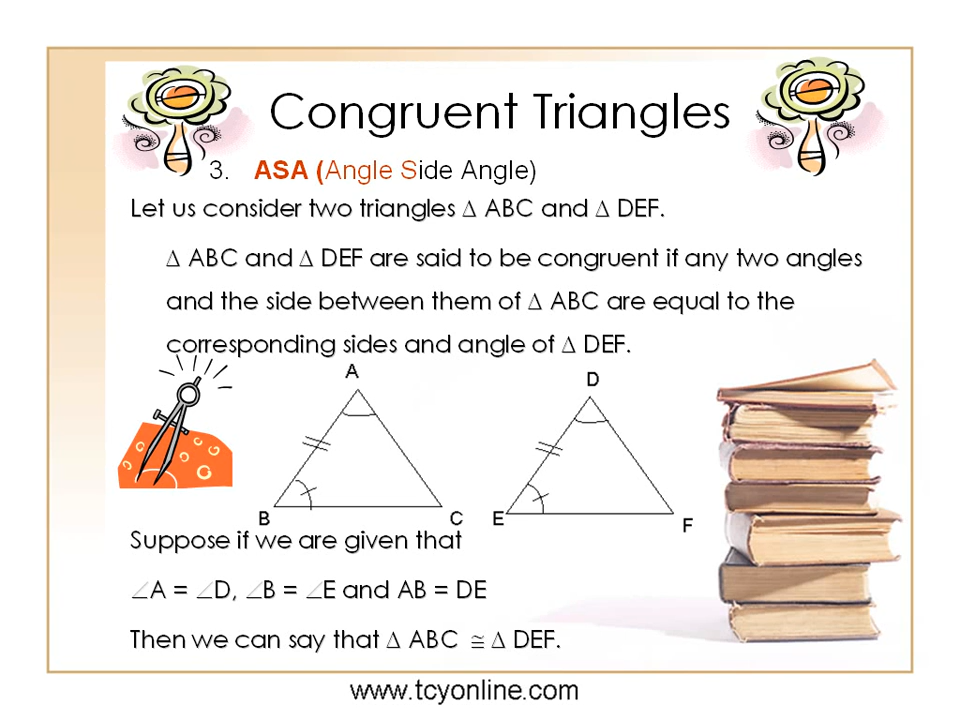 Congruent Triangles
3. ASA (Angle Side Angle)
Let us consider two triangles Δ ABC and Δ DEF.
Δ ABC and Δ DEF are said to be congruent if any two angles
and the side between them of Δ ABC are equal to the
corresponding sides and angle of Δ DEF.
A
D
B
C
E
F
Suppose if we are given that
∠A = ∠D, ∠B = ∠E and AB = DE
Then we can say that Δ ABC ≅ Δ DEF.
www.tcyonline.com